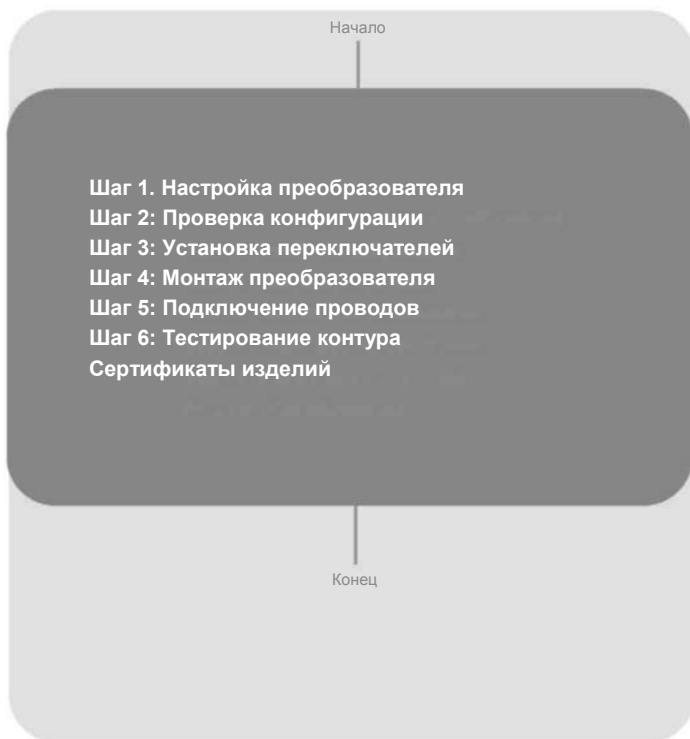 Начало
Шаг 1. Настройка преобразователя
Шаг 2: Проверка конфигурации
Шаг 3: Установка переключателей
Шаг 4: Монтаж преобразователя
Шаг 5: Подключение проводов
Шаг 6: Тестирование контура
Сертификаты изделий
Конец